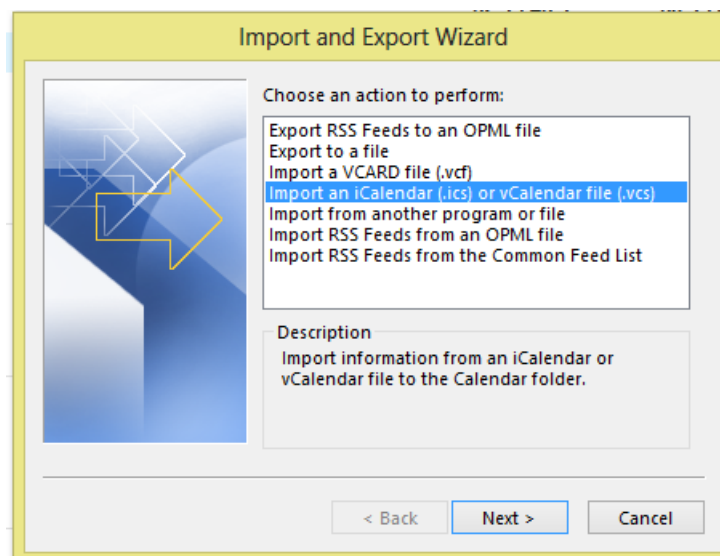 Import and Export Wizard
Choose an action to perform:
Export RSS Feeds to an OPML file
Export to a file
Import a VCARD file (.vcf)
Import an iCalendar (.ics) or vCalendar file (.vcs)
Import from another program or file
Import RSS Feeds from an OPML file
Import RSS Feeds from the Common Feed List
Description
Import information from an iCalendar or
vCalendar file to the Calendar folder.
< Back
Next >
Cancel